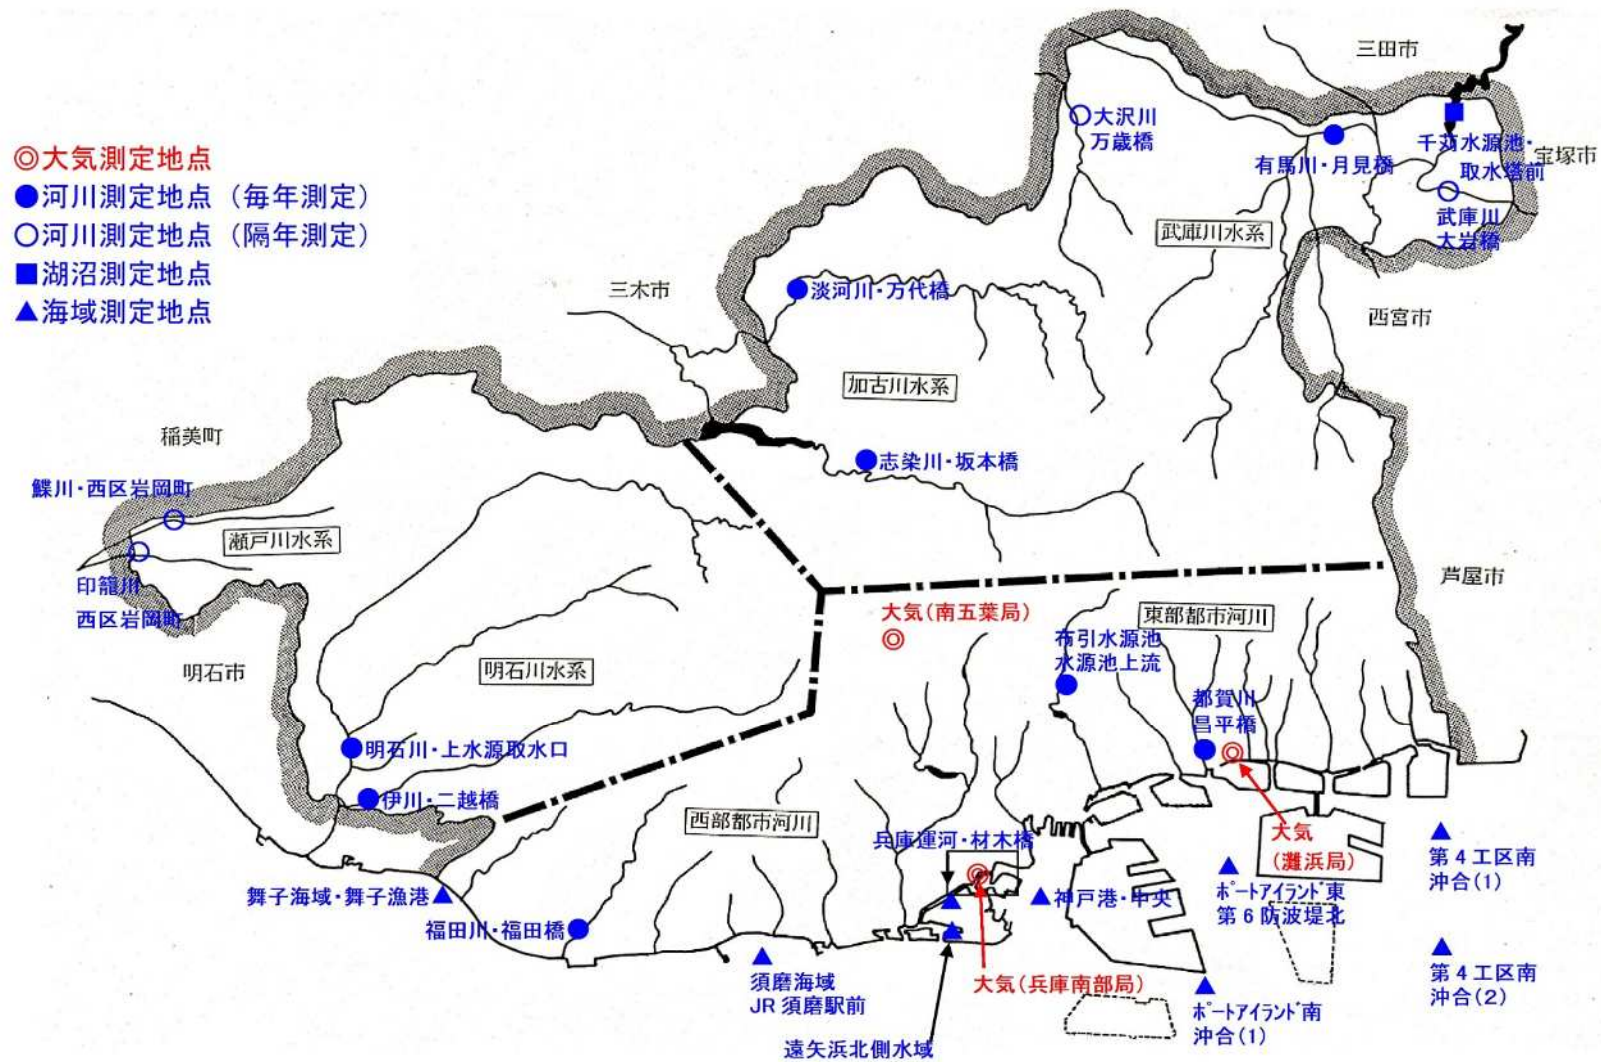 ◎大気測定地点
●河川測定地点（毎年測定）
○河川測定地点（隔年測定）
■湖沼測定地点
▲海域測定地点
三田市
大沢川
万歳橋
有馬川・月見橋
千苅水源池・
取水塔前
宝塚市
武庫川
大岩橋
武庫川水系
三木市
淡河川・万代橋
西宮市
加古川水系
稲美町
志染川・坂本橋
鰈川・西区岩岡町
瀬戸川水系
印籠川
西区岩岡町
芦屋市
大気(南五葉局)
東部都市河川
布引水源池
水源池上流
明石市
明石川水系
都賀川
昌平橋
明石川・上水源取水口
伊川・二越橋
西部都市河川
兵庫運河・材木橋
大気
(灘浜局)
第4工区南
沖合(1)
舞子海域・舞子漁港
神戸港・中央
ﾎﾟｰﾄｱｲﾗﾝﾄﾞ東
第6防波堤北
福田川・福田橋
須磨海域
JR須磨駅前
大気(兵庫南部局)
第4工区南
沖合(2)
ﾎﾟｰﾄｱｲﾗﾝﾄﾞ南
沖合(1)
遠矢浜北側水域